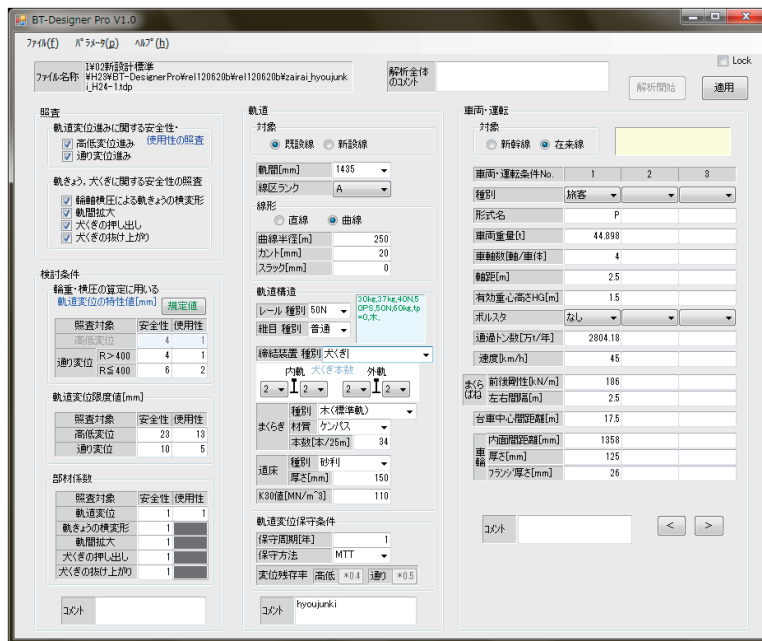 BT-Designer Pro V1.0
ﾌｧｲﾙ(f) ﾊﾟﾗﾒｰﾀ(p) ﾍﾙﾌﾟ(h)
ﾌｧｲﾙ名称
I¥02新設計標準
¥H23¥BT-DesignerPro¥rel120620b¥rel120620b¥zairai_hyoujunk
i_H24-1.tdp
解析全体
のｺﾒﾝﾄ
Lock
解析開始 適用
照査
軌道変位進みに関する安全性・
使用性の照査
高低変位進み
通り変位進み
軌きょう,犬くぎに関する安全性の照査
輪軸横圧による軌きょうの横変形
軌間拡大
犬くぎの押し出し
犬くぎの抜け上がり
検討条件
輪重・横圧の算定に用いる
軌道変位の特性値[mm] 規定値
照査対象 安全性 使用性
高低変位 4 1
通り変位 R>400 4 1
R≦400 6 2
軌道変位限度値[mm]
照査対象 安全性 使用性
高低変位 23 13
通り変位 10 5
部材係数
照査対象 安全性 使用性
軌道変位 1 1
軌きょうの横変形 1
軌間拡大 1
犬くぎの押し出し 1
犬くぎの抜け上がり 1
ｺﾒﾝﾄ
軌道
対象
既設線 新設線
軌間[mm] 1435
線区ランク A
線形
直線 曲線
曲線半径[m] 250
カント[mm] 20
スラック[mm] 0
軌道構造
レール 種別 50N
継目 種別 普通
30kg,37kg,40N,5
0PS,50N,60kg,tp
=0,木,
締結装置 種別 犬くぎ
内軌 犬くぎ本数 外軌
2 2 2 2
まくらぎ
種別 木(標準軌)
材質 ケンパス
本数[本/25m] 34
道床
種別 砂利
厚さ[mm] 150
K30値[MN/m^3] 110
軌道変位保守条件
保守周期[年] 1
保守方法 MTT
変位残存率 高低 *0.4 通り *0.5
ｺﾒﾝﾄ hyoujunki
車両・運転
対象
新幹線 在来線
車両・運転条件No. 1 2 3
種別 旅客
形式名 P
車両重量[t] 44.898
車軸数[軸/車体] 4
軸距[m] 2.5
有効重心高さHG[m] 1.5
ボルスタ なし
通過トン数[万t/年] 2804.18
速度[km/h] 45
まくら
ばね
前後剛性[kN/m] 186
左右間隔[m] 2.5
台車中心間距離[m] 17.5
車輪
内面間距離[mm] 1358
厚さ[mm] 125
ﾌﾗﾝｼﾞ厚さ[mm] 26
ｺﾒﾝﾄ
< >